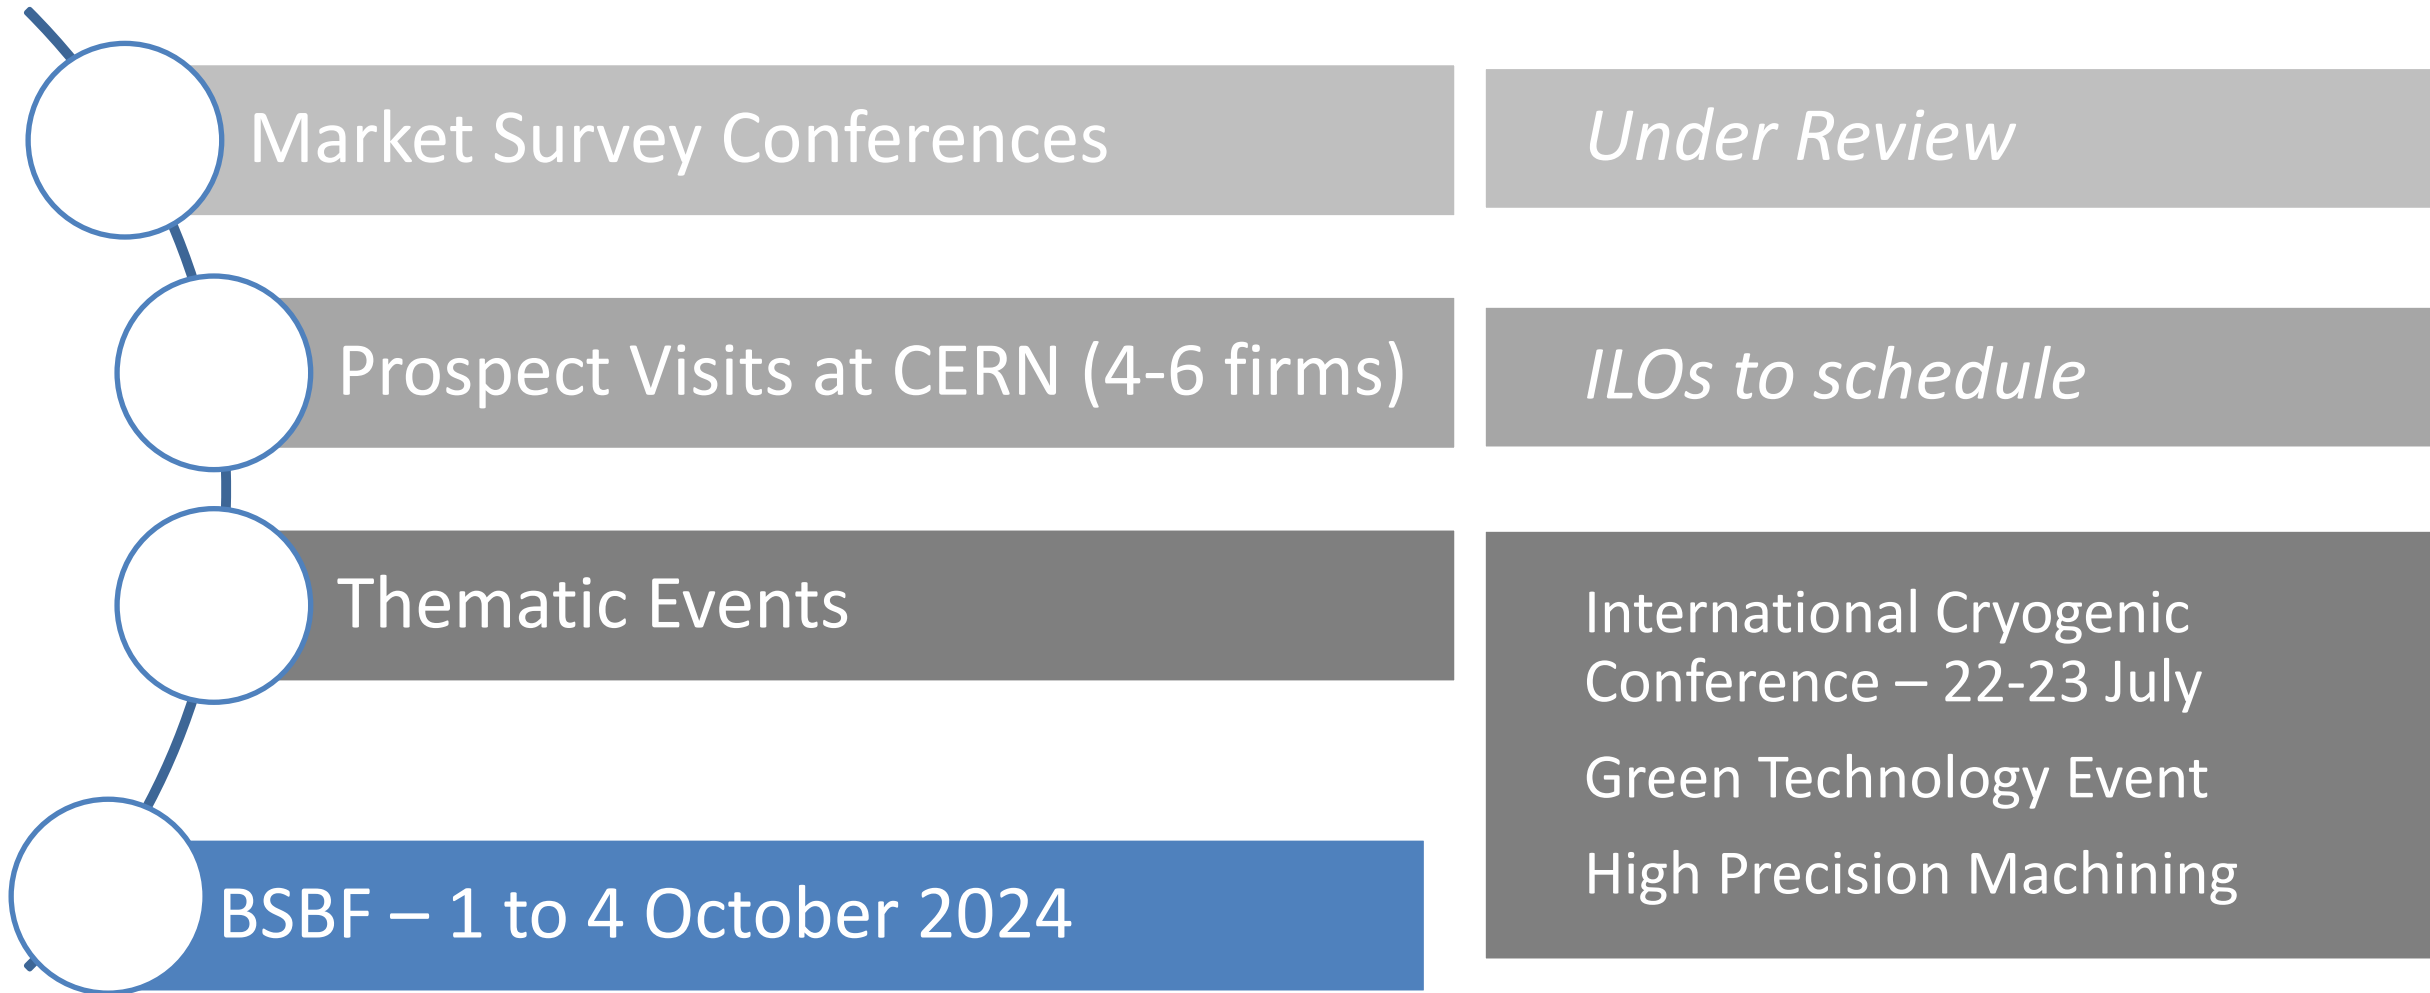 Market Survey Conferences
Under Review
Prospect Visits at CERN (4-6 firms)
ILOs to schedule
Thematic Events
International Cryogenic
Conference – 22-23 July
Green Technology Event
High Precision Machining
BSBF – 1 to 4 October 2024